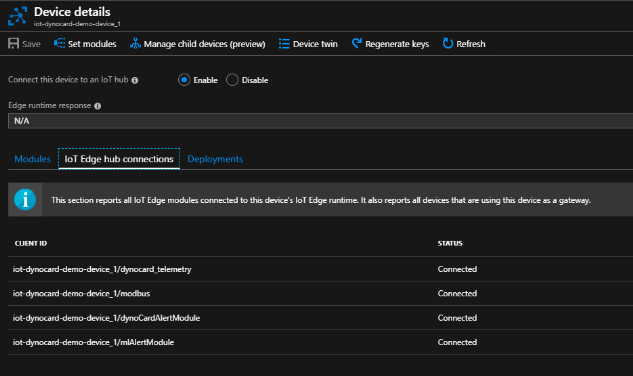 Device details
iot-dynocard-demo-device_1
Save Set modules Manage child devices (preview) Device twin Regenerate keys Refresh
Connect this device to an IoT hub Enable Disable
Edge runtime response
N/A
Modules IoT Edge hub connections Deployments
This section reports all IoT Edge modules connected to this device's IoT Edge runtime. It also reports all devices that are using this device as a gateway.
CLIENT ID STATUS
iot-dynocard-demo-device_1/dynocard_telemetry Connected
iot-dynocard-demo-device_1/modbus Connected
iot-dynocard-demo-device_1/dynoCardAlertModule Connected
iot-dynocard-demo-device_1/mlAlertModule Connected